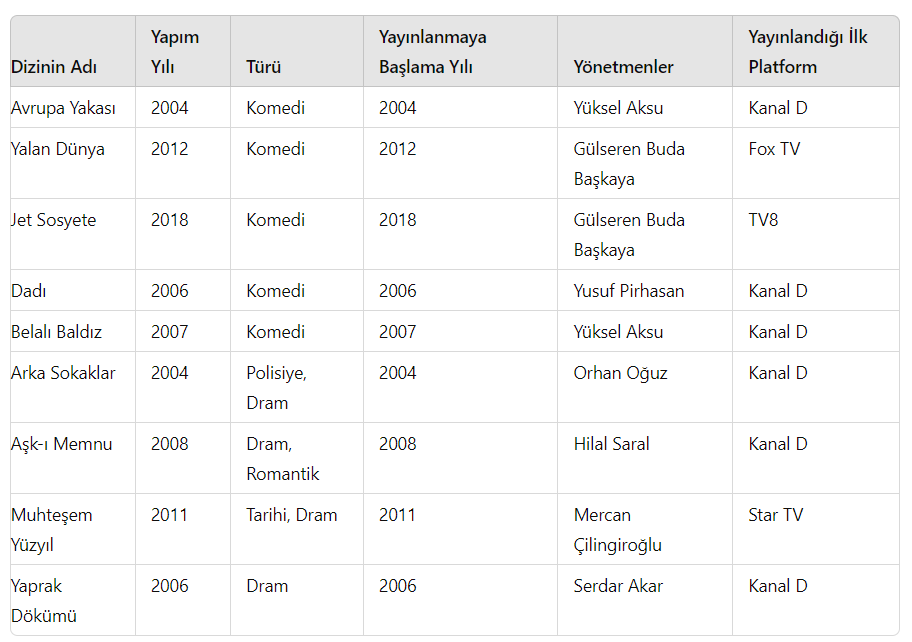 Dizinin Adı Yapım Yılı Türü Yayınlanmaya Başlama Yılı Yönetmenler Yayınlandığı İlk Platform
Avrupa Yakası 2004 Komedi 2004 Yüksel Aksu Kanal D
Yalan Dünya 2012 Komedi 2012 Gülseren Buda Başkaya Fox TV
Jet Sosyete 2018 Komedi 2018 Gülseren Buda Başkaya TV8
Dadı 2006 Komedi 2006 Yusuf Pirhasan Kanal D
Belalı Baldız 2007 Komedi 2007 Yüksel Aksu Kanal D
Arka Sokaklar 2004 Polisiye, Dram 2004 Orhan Oğuz Kanal D
Aşk-ı Memnu 2008 Dram, Romantik 2008 Hilal Saral Kanal D
Muhteşem Yüzyıl 2011 Tarihi, Dram 2011 Mercan Çilingiroğlu Star TV
Yaprak Dökümü 2006 Dram 2006 Serdar Akar Kanal D